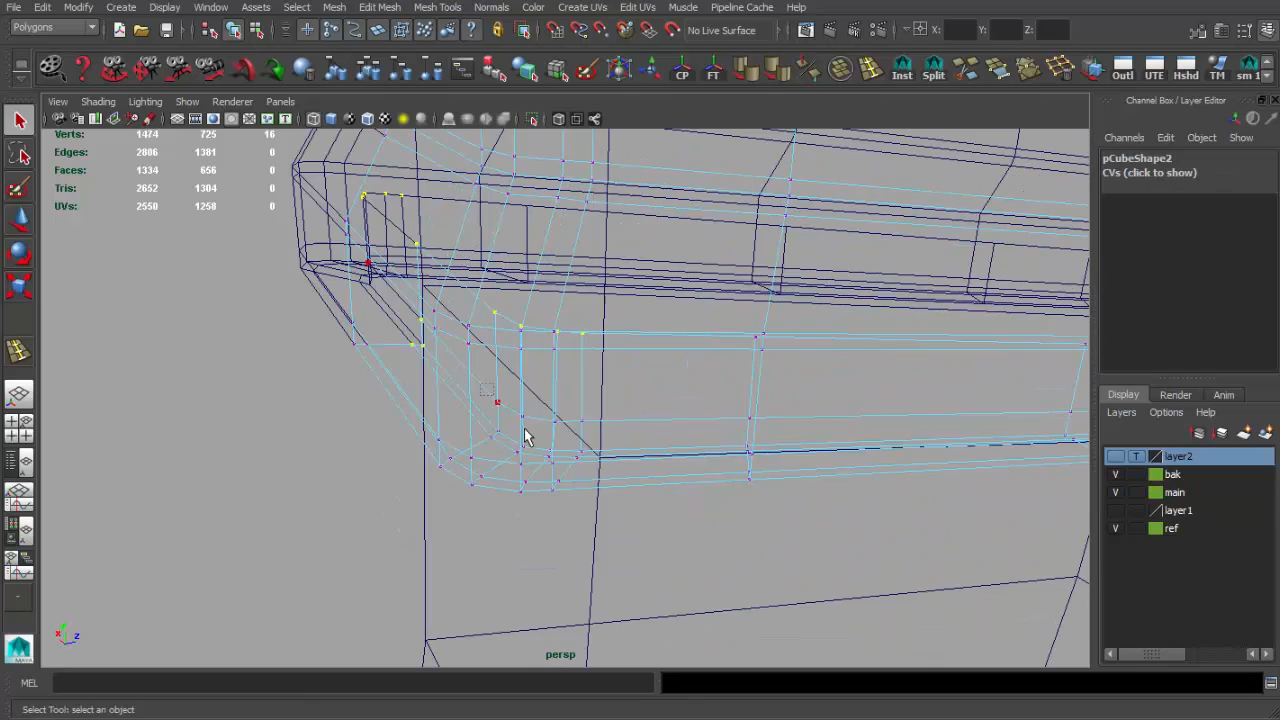 File Edit Modify Create Display Window Assets Select Mesh Edit Mesh Mesh Tools Normals Color Create UVs Edit UVs Muscle Pipeline Cache Help
Polygons No Live Surface X: Y: Z:
CP FT Inst Split Outl UTE Hshd TM sm 1
View Shading Lighting Show Renderer Panels
Channel Box / Layer Editor
Channels Edit Object Show
pCubeShape2
CVs (click to show)
Verts: 1474 725 16
Edges: 2806 1381 0
Faces: 1334 656 0
Tris: 2652 1304 0
UVs: 2550 1258 0
Display Render Anim
Layers Options Help
T layer2
V bak
V main
layer1
V ref
y x z
persp
MAYA
MEL
Select Tool: select an object